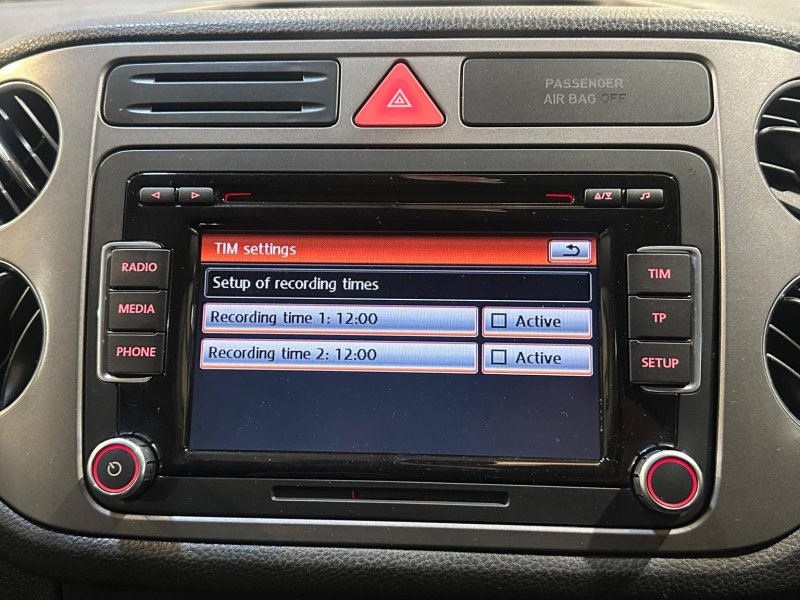 PASSENGER
AIR BAG OFF
TIM settings
Setup of recording times
Recording time 1: 12:00
Active
Recording time 2: 12:00
Active
RADIO
MEDIA
PHONE
TIM
TP
SETUP